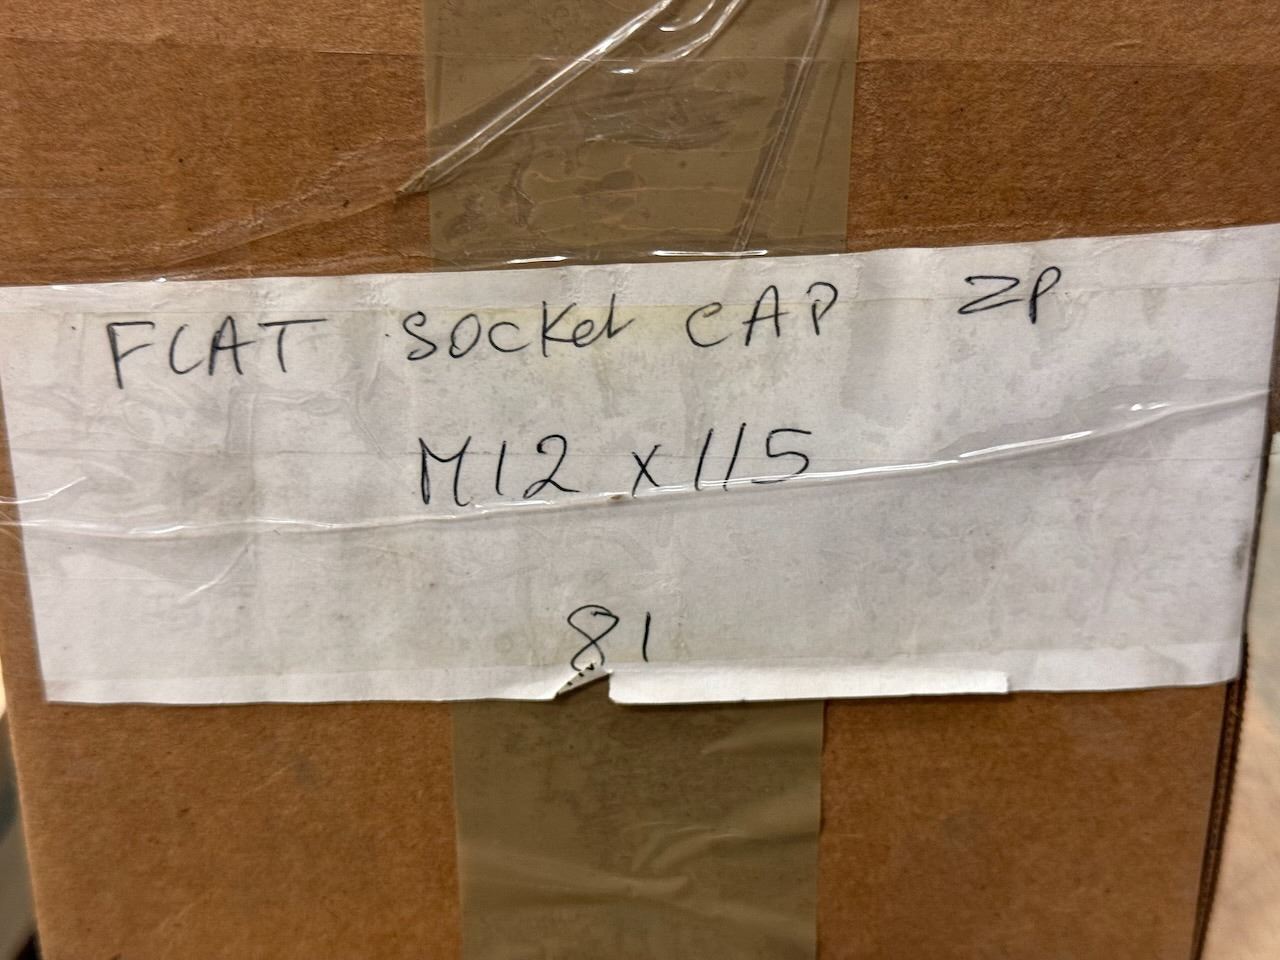 FLAT SOCKet CAP ZP
M12 x 115
81